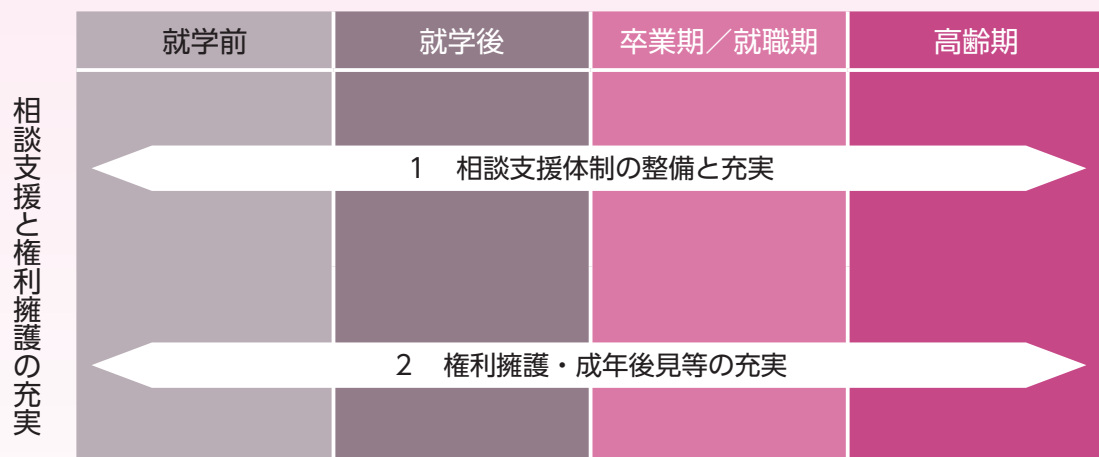 就学前
就学後
卒業期／就職期
高齢期
相談支援と権利擁護の充実
1　相談支援体制の整備と充実
2　権利擁護・成年後見等の充実